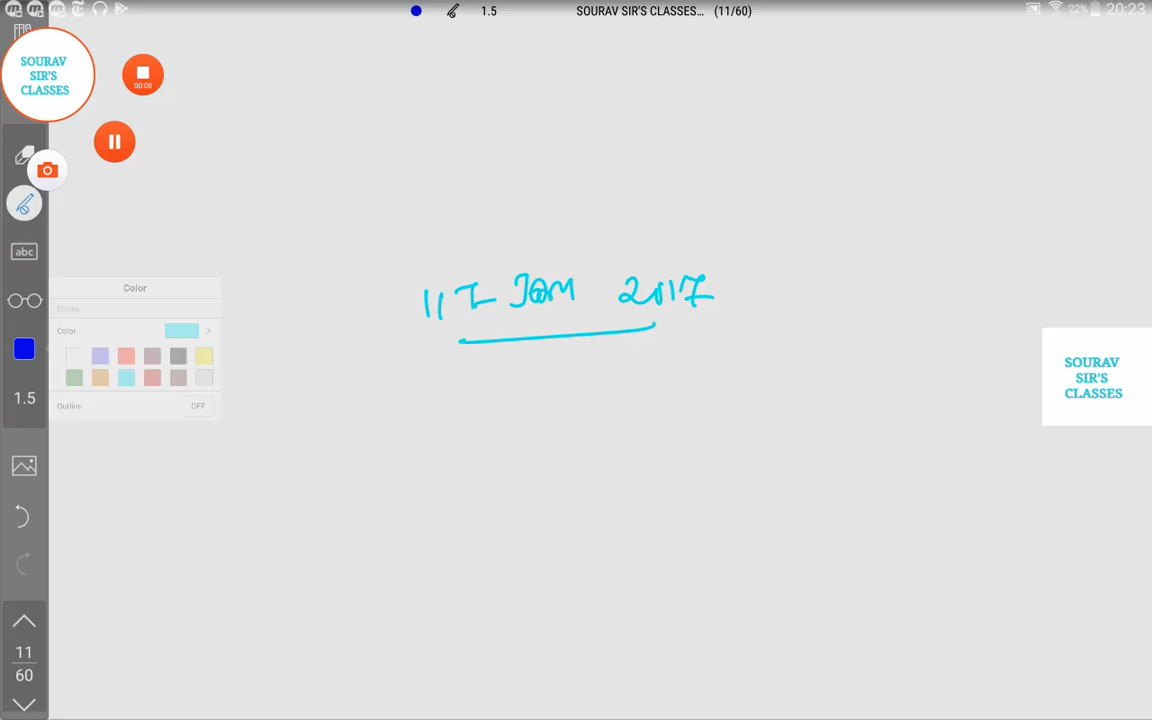 1.5 SOURAV SIR'S CLASSES... (11/60) 22% 20:23
SOURAV
SIR'S
CLASSES
00:08
abc
Color
Stroke
Color
Outline OFF
1.5
11
60
IIT JAM 2017
SOURAV
SIR'S
CLASSES